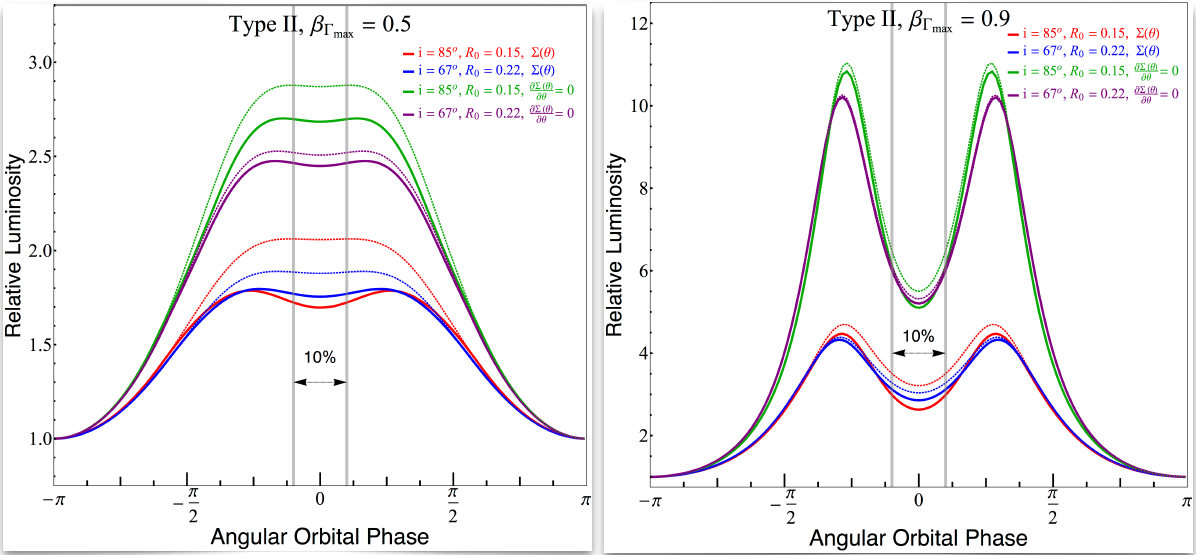 Type II, βΓmax = 0.5
i = 85°, R0 = 0.15, Σ(θ)
i = 67°, R0 = 0.22, Σ(θ)
i = 85°, R0 = 0.15, ∂Σ(θ)/∂θ = 0
i = 67°, R0 = 0.22, ∂Σ(θ)/∂θ = 0
3.0
2.5
2.0
1.5
1.0
Relative Luminosity
10%
−π
−π/2
0
π/2
π
Angular Orbital Phase
Type II, βΓmax = 0.9
i = 85°, R0 = 0.15, Σ(θ)
i = 67°, R0 = 0.22, Σ(θ)
i = 85°, R0 = 0.15, ∂Σ(θ)/∂θ = 0
i = 67°, R0 = 0.22, ∂Σ(θ)/∂θ = 0
12
10
8
6
4
2
Relative Luminosity
10%
−π
−π/2
0
π/2
π
Angular Orbital Phase